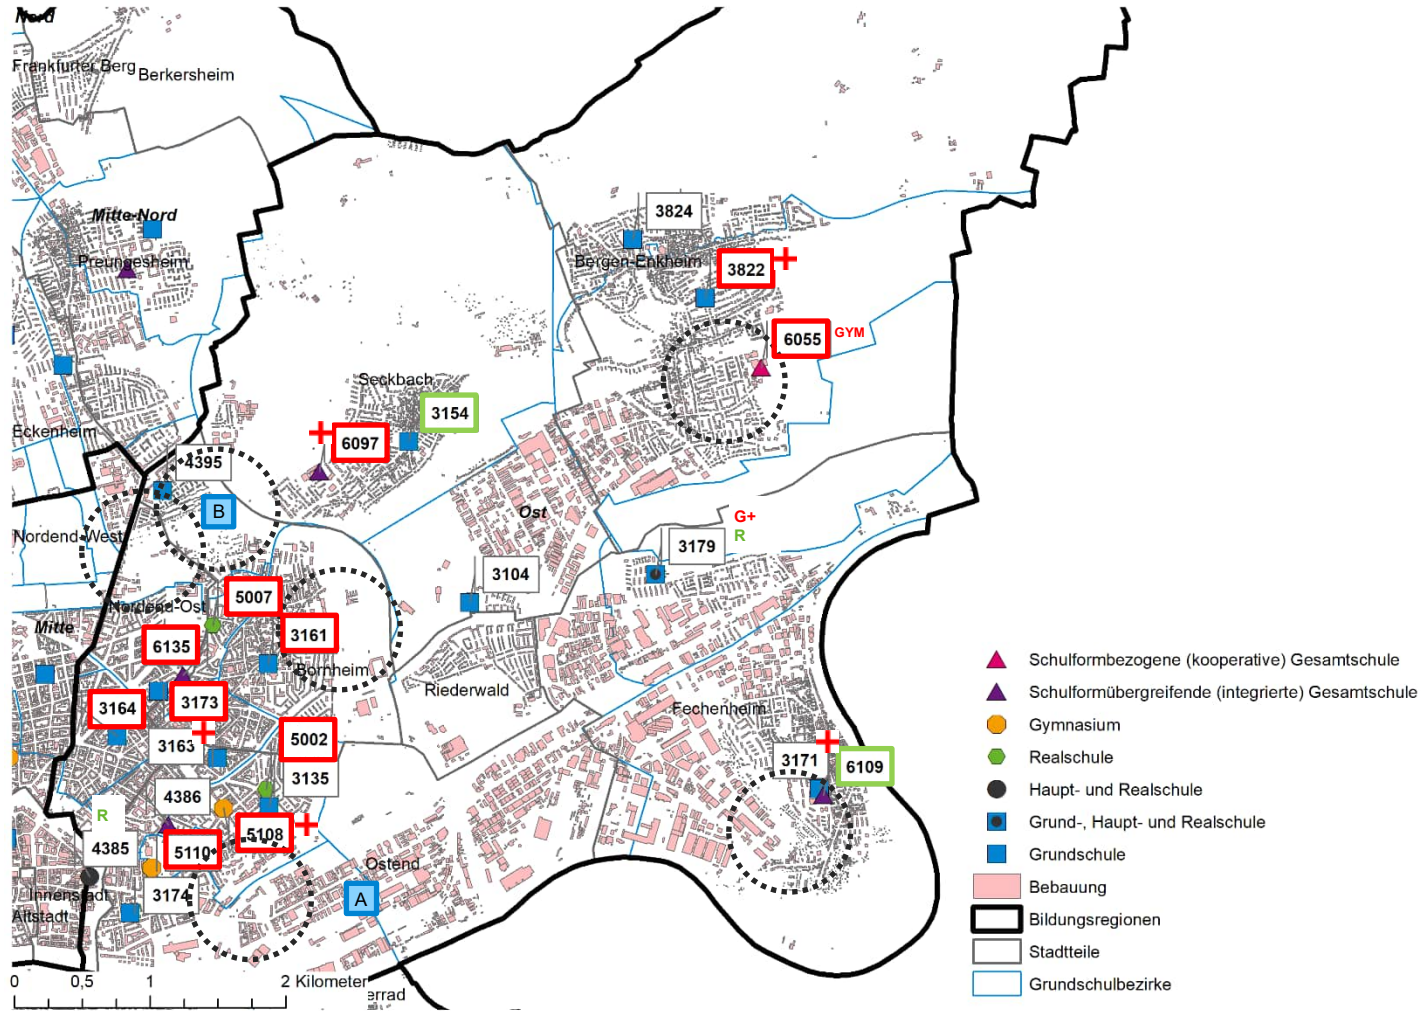 Nord
Frankfurter Berg
Berkersheim
Mitte-Nord
Preungesheim
3824
Bergen-Enkheim
3822
6055
GYM
Seckbach
3154
Eckenheim
6097
4395
B
Ost
G+
R
Nordend-West
3179
3104
5007
Nordend-Ost
Mitte
3161
6135
Bornheim
Riederwald
3164
3173
Fechenheim
3163
5002
3171
6109
3135
4386
R
5108
4385
5110
Ostend
3174
Innenstadt
A
Altstadt
0 0,5 1 2 Kilometer
errad
Schulformbezogene (kooperative) Gesamtschule
Schulformübergreifende (integrierte) Gesamtschule
Gymnasium
Realschule
Haupt- und Realschule
Grund-, Haupt- und Realschule
Grundschule
Bebauung
Bildungsregionen
Stadtteile
Grundschulbezirke